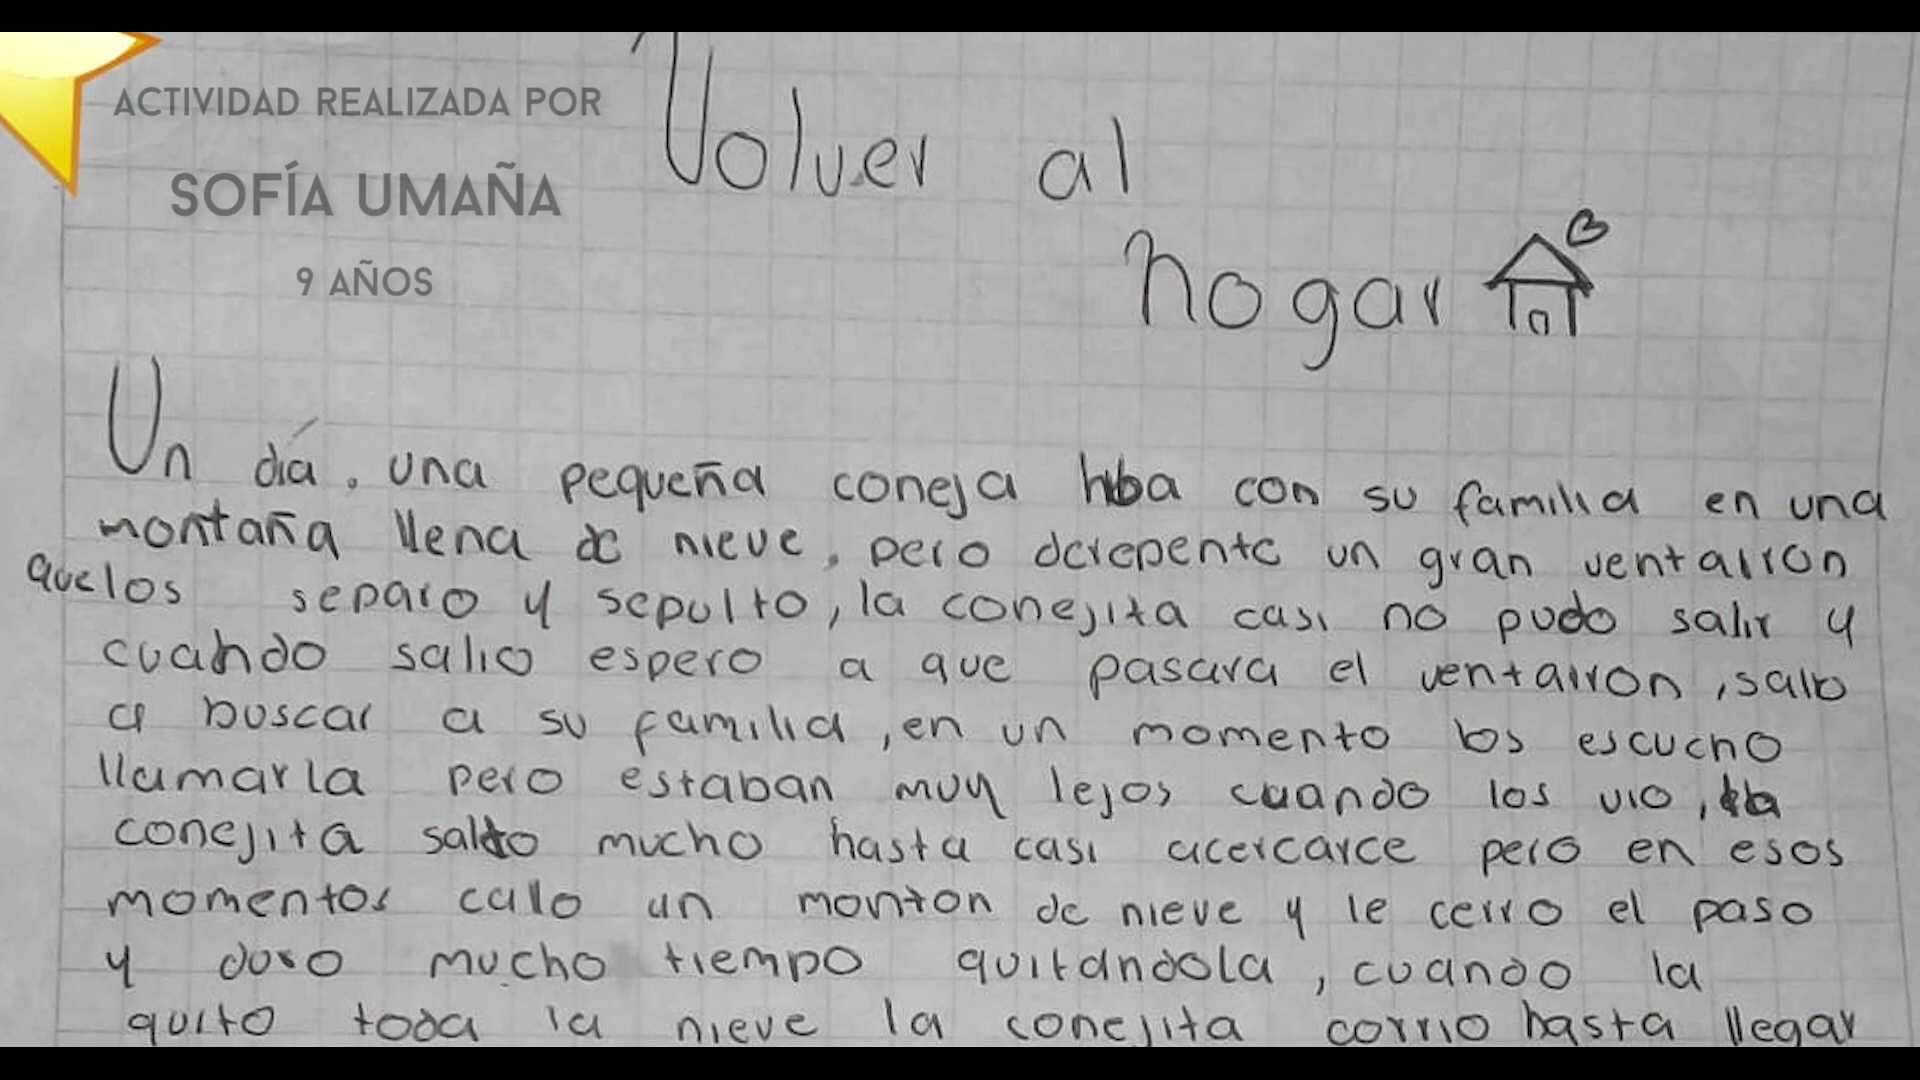 ACTIVIDAD REALIZADA POR
SOFÍA UMAÑA
9 AÑOS
Volver al
hogar
Un día, una pequeña coneja hiba con su familia en una
montaña llena de nieve, pero derepente un gran ventarron
que los separo y sepulto, la conejita casi no pudo salir y
cuando salio espero a que pasara el ventarron, salio
a buscar a su familia, en un momento los escucho
llamarla pero estaban muy lejos cuando los vio, la
conejita salto mucho hasta casi acercarce pero en esos
momentos calo un monton de nieve y le cerro el paso
y duro mucho tiempo quitandola, cuando la
quito toda la nieve la conejita corrio hasta llegar